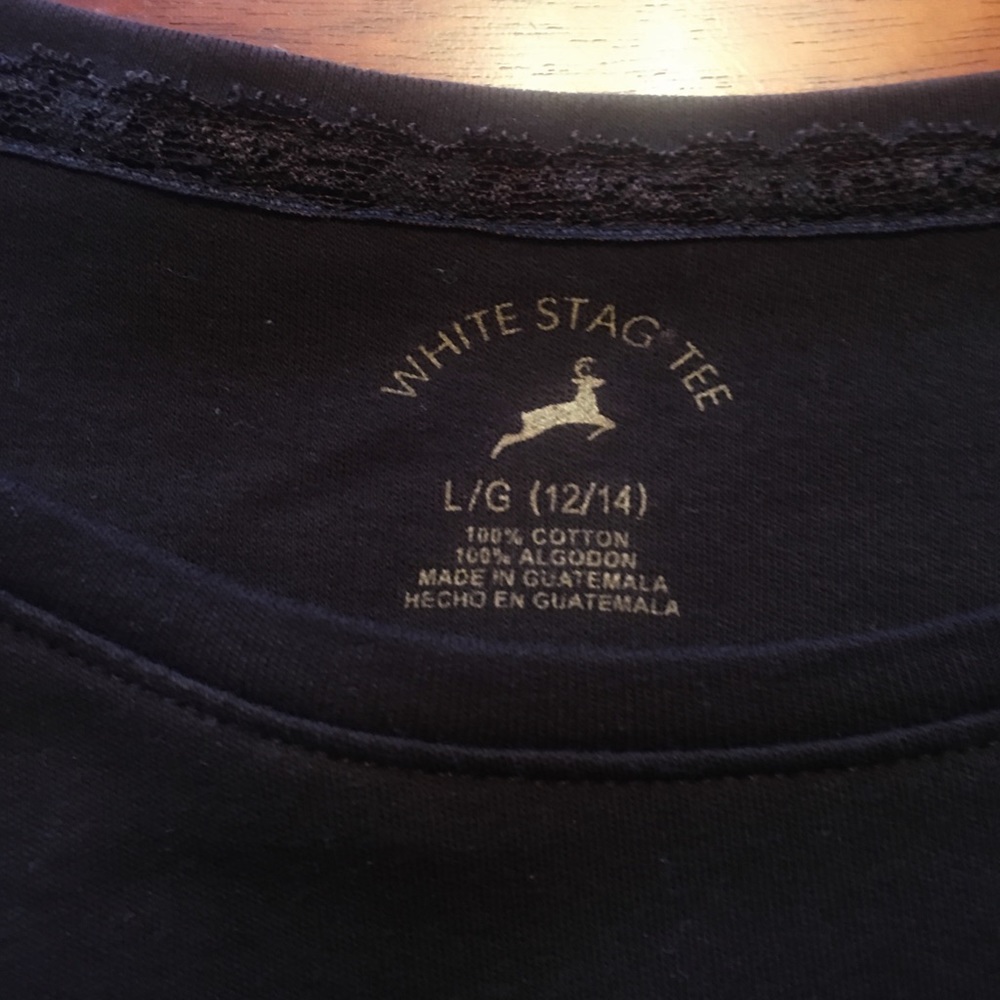 WHITE STAG® TEE
L/G (12/14)
100% COTTON
100% ALGODON
MADE IN GUATEMALA
HECHO EN GUATEMALA